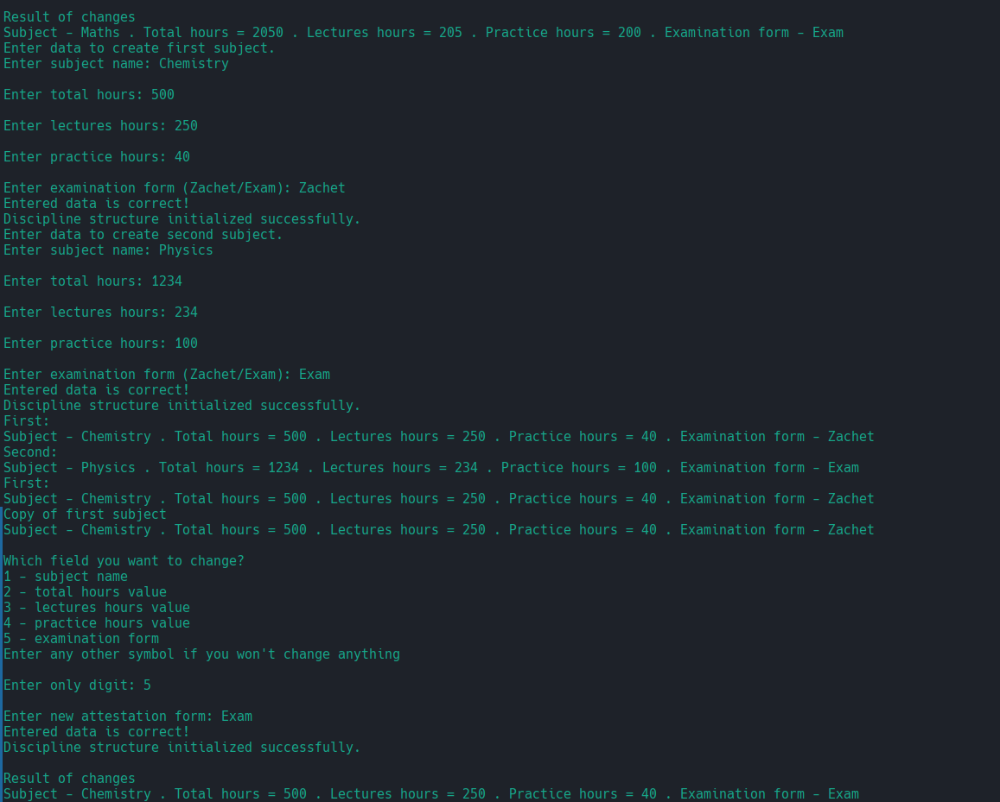 Result of changes
Subject - Maths . Total hours = 2050 . Lectures hours = 205 . Practice hours = 200 . Examination form - Exam
Enter data to create first subject.
Enter subject name: Chemistry
Enter total hours: 500
Enter lectures hours: 250
Enter practice hours: 40
Enter examination form (Zachet/Exam): Zachet
Entered data is correct!
Discipline structure initialized successfully.
Enter data to create second subject.
Enter subject name: Physics
Enter total hours: 1234
Enter lectures hours: 234
Enter practice hours: 100
Enter examination form (Zachet/Exam): Exam
Entered data is correct!
Discipline structure initialized successfully.
First:
Subject - Chemistry . Total hours = 500 . Lectures hours = 250 . Practice hours = 40 . Examination form - Zachet
Second:
Subject - Physics . Total hours = 1234 . Lectures hours = 234 . Practice hours = 100 . Examination form - Exam
First:
Subject - Chemistry . Total hours = 500 . Lectures hours = 250 . Practice hours = 40 . Examination form - Zachet
Copy of first subject
Subject - Chemistry . Total hours = 500 . Lectures hours = 250 . Practice hours = 40 . Examination form - Zachet
Which field you want to change?
1 - subject name
2 - total hours value
3 - lectures hours value
4 - practice hours value
5 - examination form
Enter any other symbol if you won't change anything
Enter only digit: 5
Enter new attestation form: Exam
Entered data is correct!
Discipline structure initialized successfully.
Result of changes
Subject - Chemistry . Total hours = 500 . Lectures hours = 250 . Practice hours = 40 . Examination form - Exam